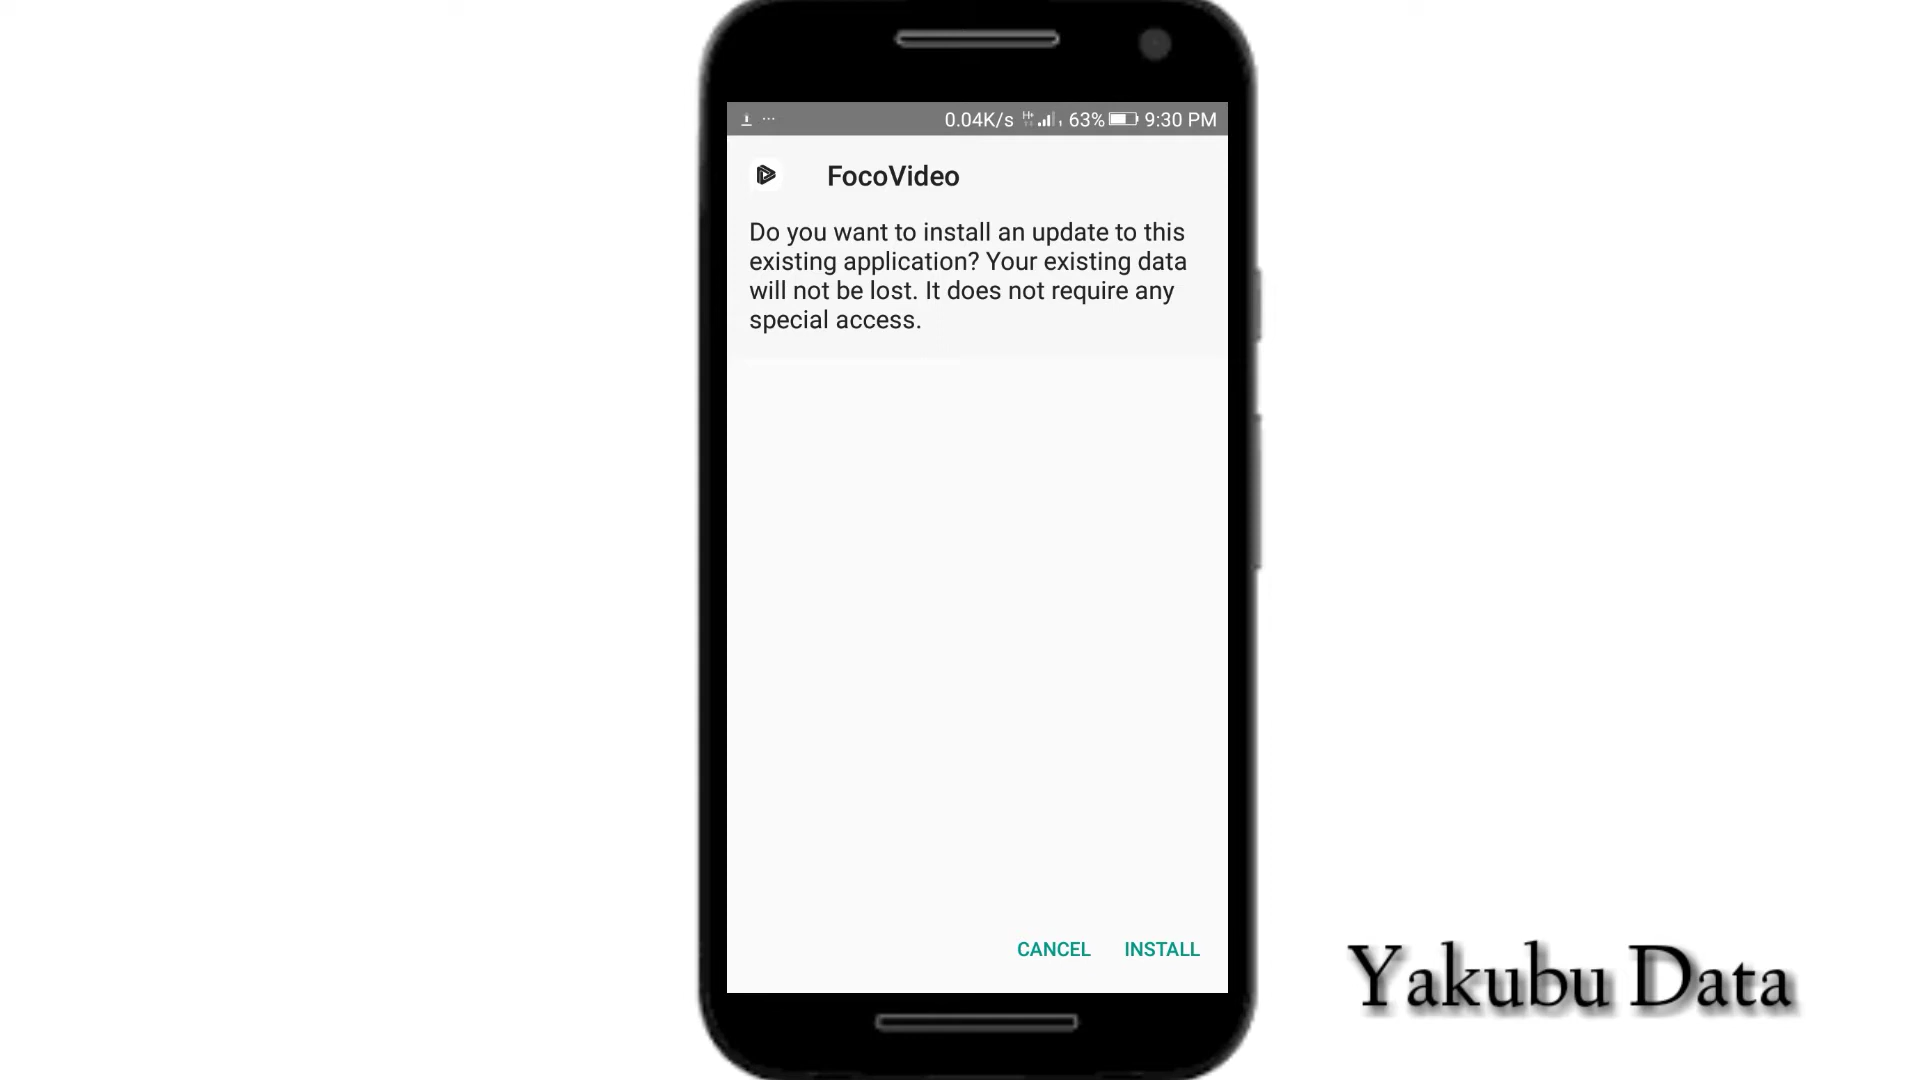 0.04K/s H+ 1 63% 9:30 PM
FocoVideo
Do you want to install an update to this
existing application? Your existing data
will not be lost. It does not require any
special access.
CANCEL INSTALL
Yakubu Data